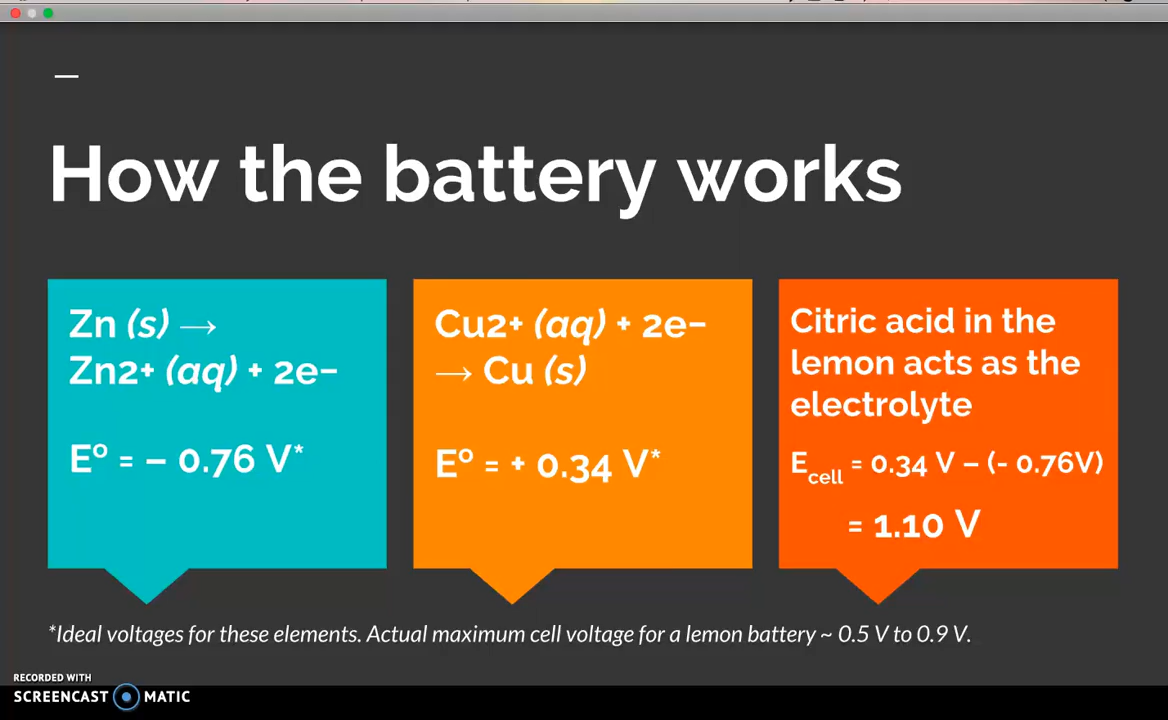 How the battery works
Zn (s) →
Zn2+ (aq) + 2e−
Eº = − 0.76 V*
Cu2+ (aq) + 2e−
→ Cu (s)
Eº = + 0.34 V*
Citric acid in the
lemon acts as the
electrolyte
Ecell = 0.34 V − (- 0.76V)
= 1.10 V
*Ideal voltages for these elements. Actual maximum cell voltage for a lemon battery ~ 0.5 V to 0.9 V.
RECORDED WITH
SCREENCAST MATIC